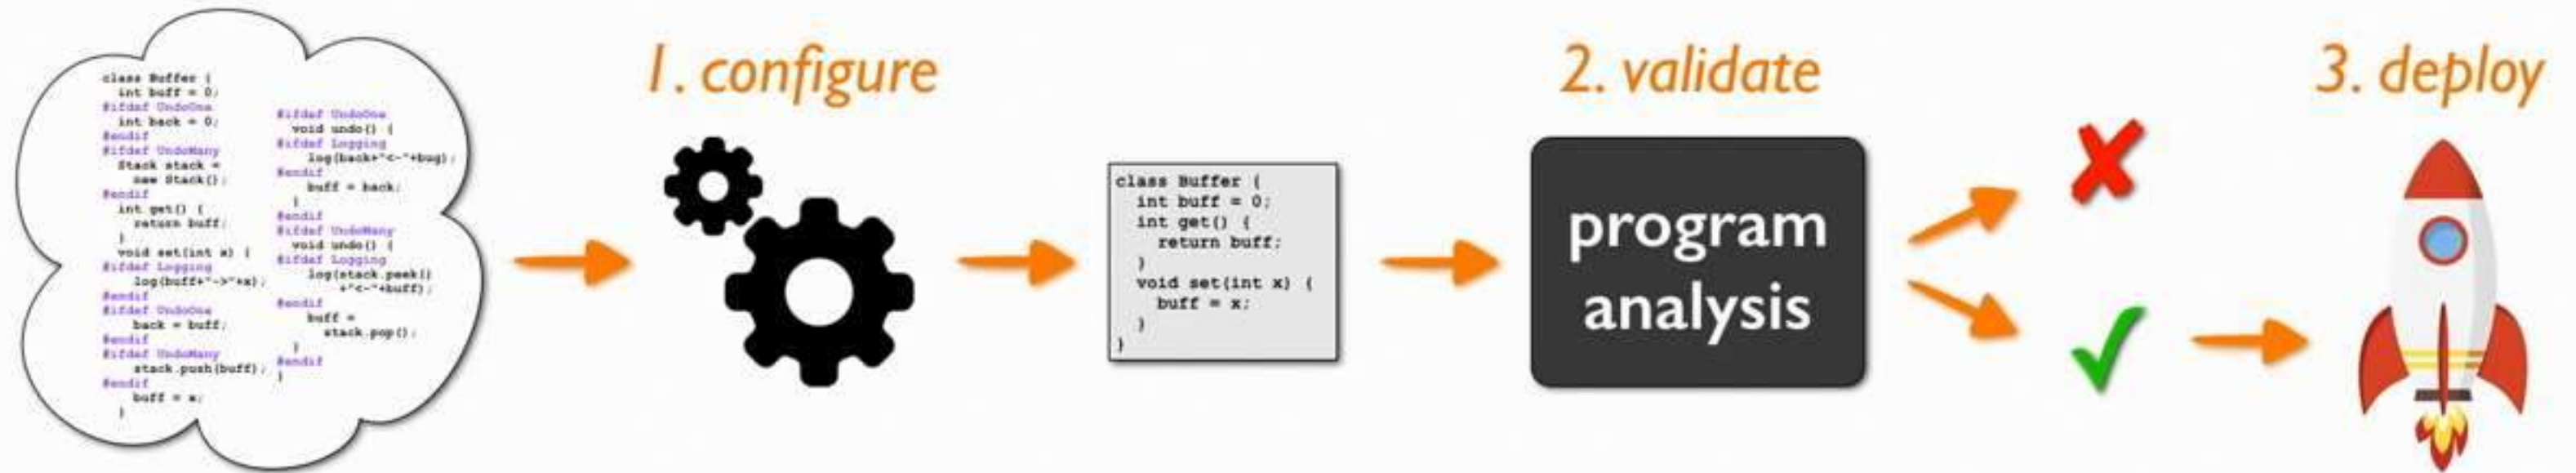 class Buffer {
int buff = 0;
#ifdef UndoOne
int back = 0;
#endif
#ifdef UndoMany
Stack stack =
new Stack();
#endif
int get() {
return buff;
}
void set(int x) {
#ifdef Logging
log(buff+"->"+x);
#endif
#ifdef UndoOne
back = buff;
#endif
#ifdef UndoMany
stack.push(buff);
#endif
buff = x;
}
#ifdef UndoOne
void undo() {
#ifdef Logging
log(back+"<-"+bug);
#endif
buff = back;
}
#endif
#ifdef UndoMany
void undo() {
#ifdef Logging
log(stack.peek()
+"<-"+buff);
#endif
buff =
stack.pop();
}
#endif
}
1. configure
class Buffer {
int buff = 0;
int get() {
return buff;
}
void set(int x) {
buff = x;
}
}
2. validate
program
analysis
3. deploy